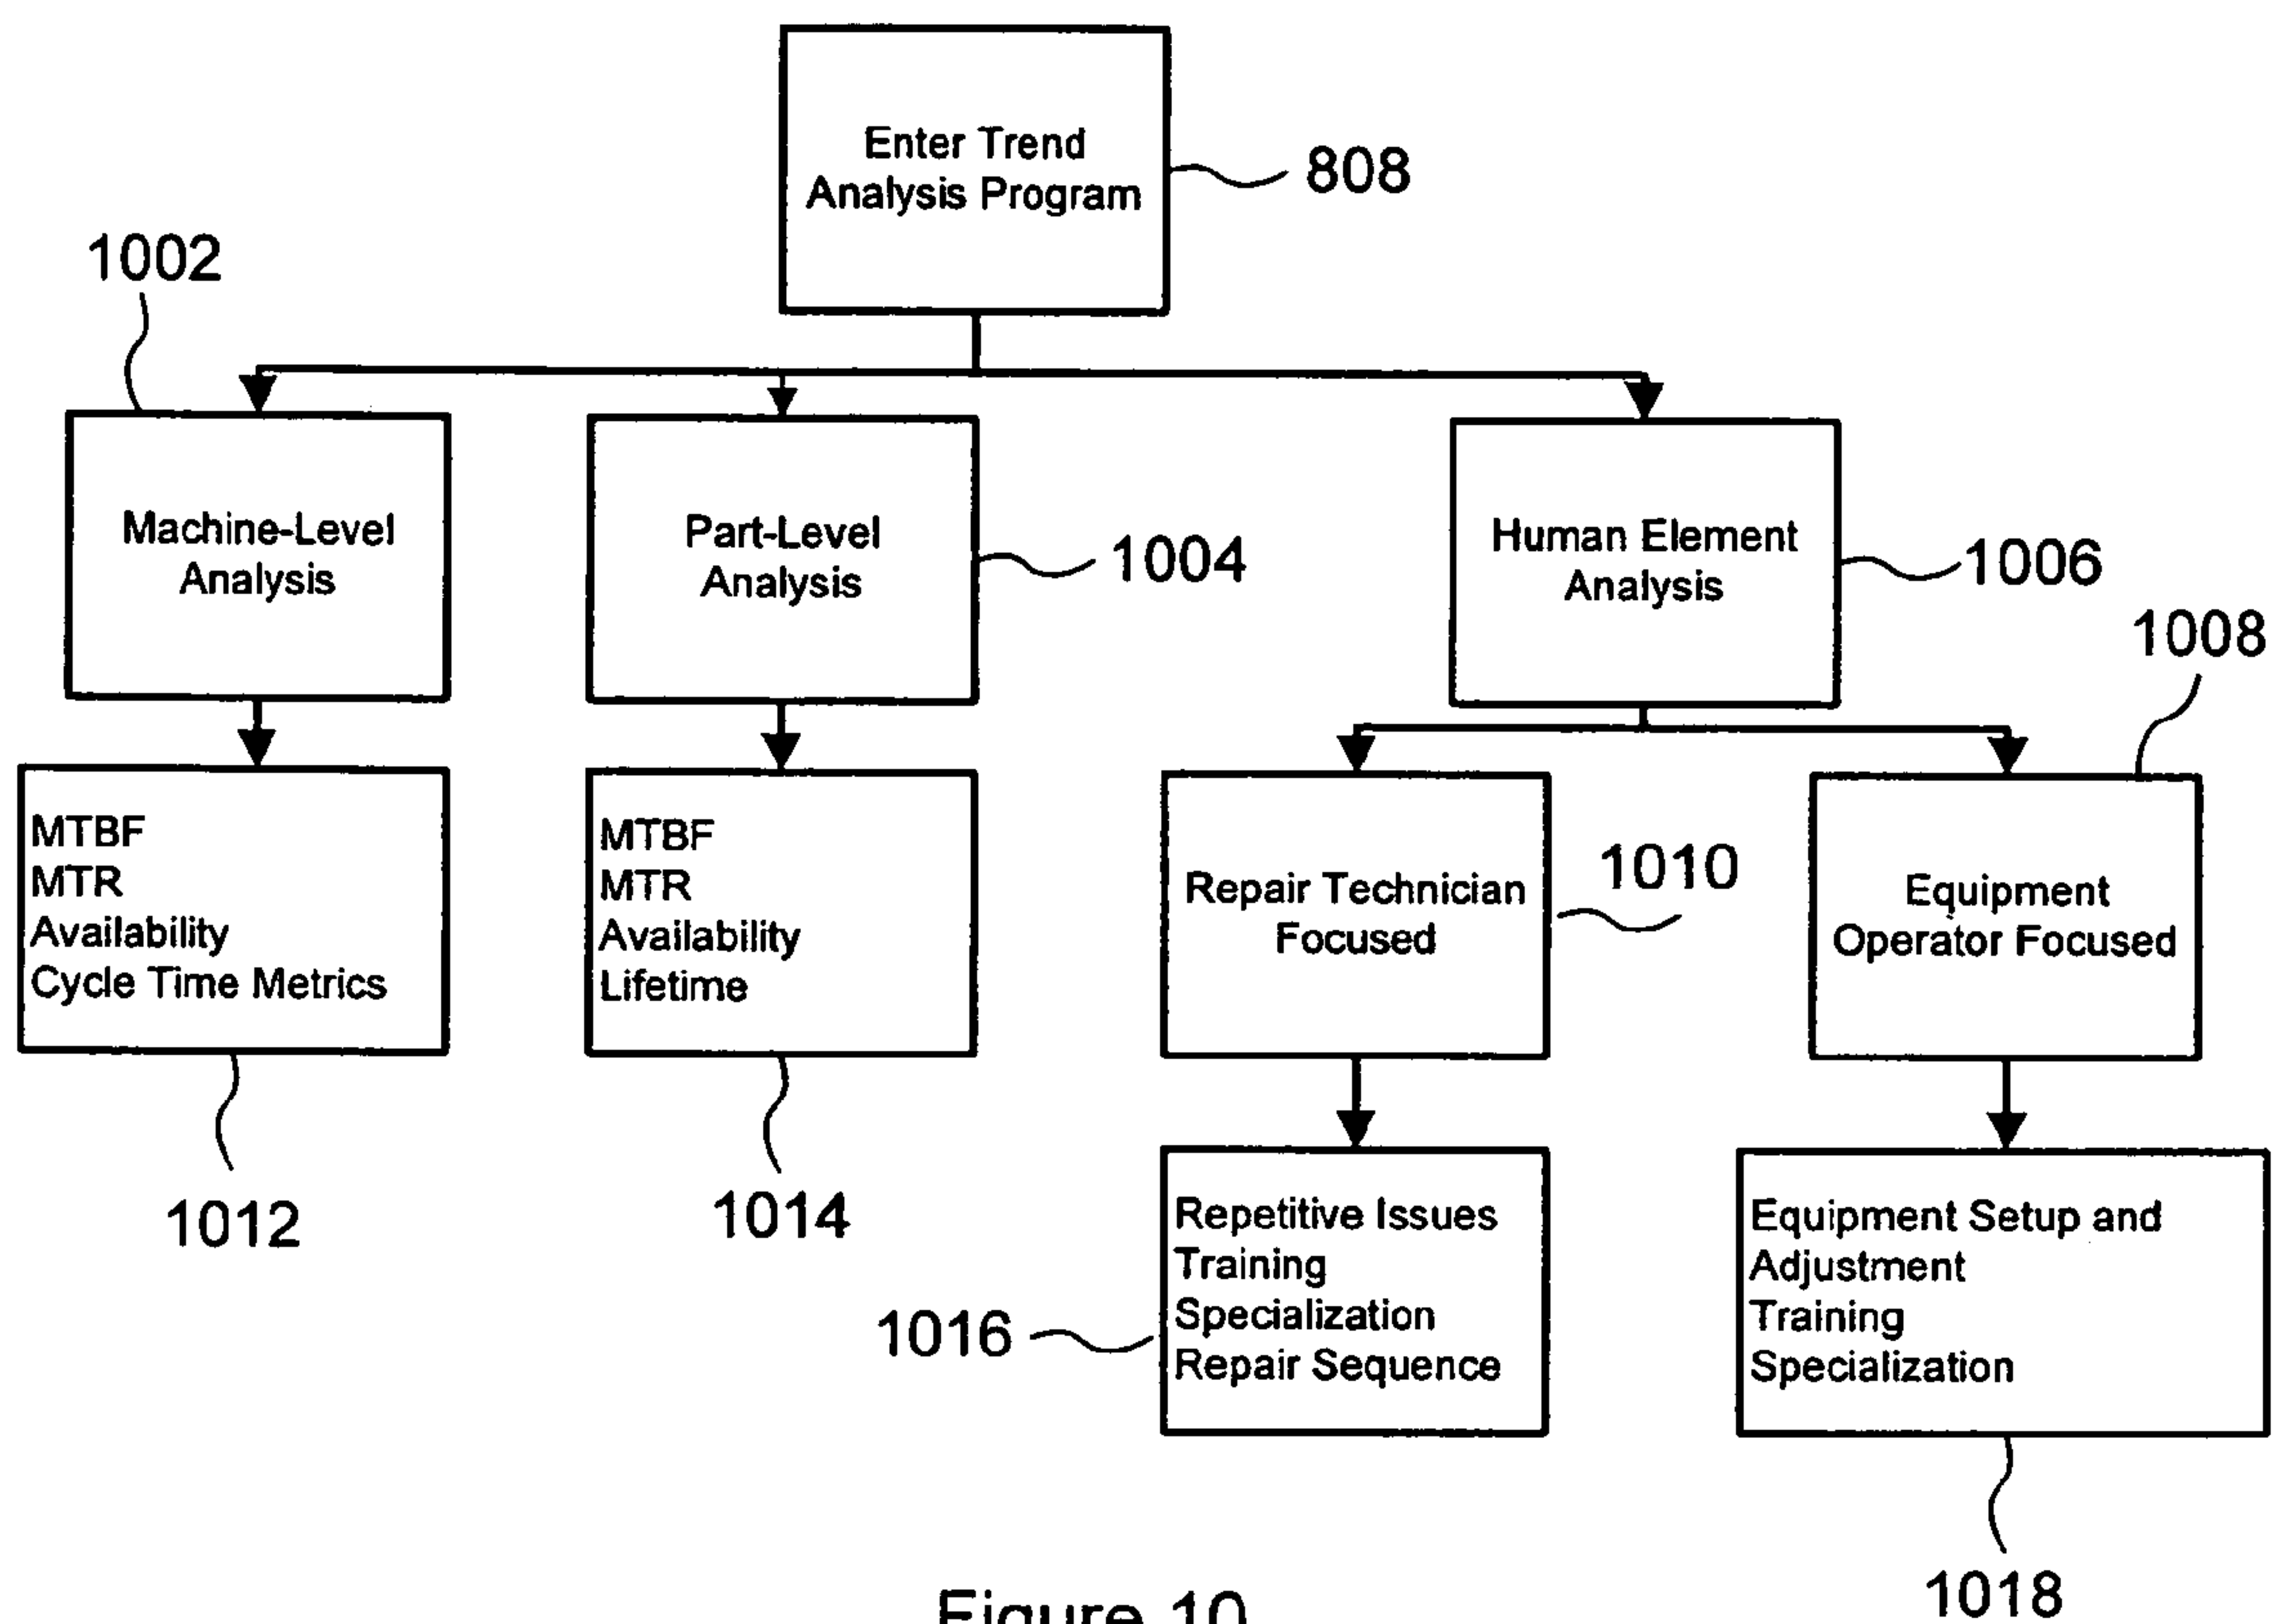 Enter Trend
Analysis Program
808
1002
Machine-Level
Analysis
Part-Level
Analysis
1004
Human Element
Analysis
1006
1008
MTBF
MTR
Availability
Cycle Time Metrics
MTBF
MTR
Availability
Lifetime
Repair Technician
Focused
1010
Equipment
Operator Focused
1012
1014
1016
Repetitive Issues
Training
Specialization
Repair Sequence
Equipment Setup and
Adjustment
Training
Specialization
1018
Figure 10